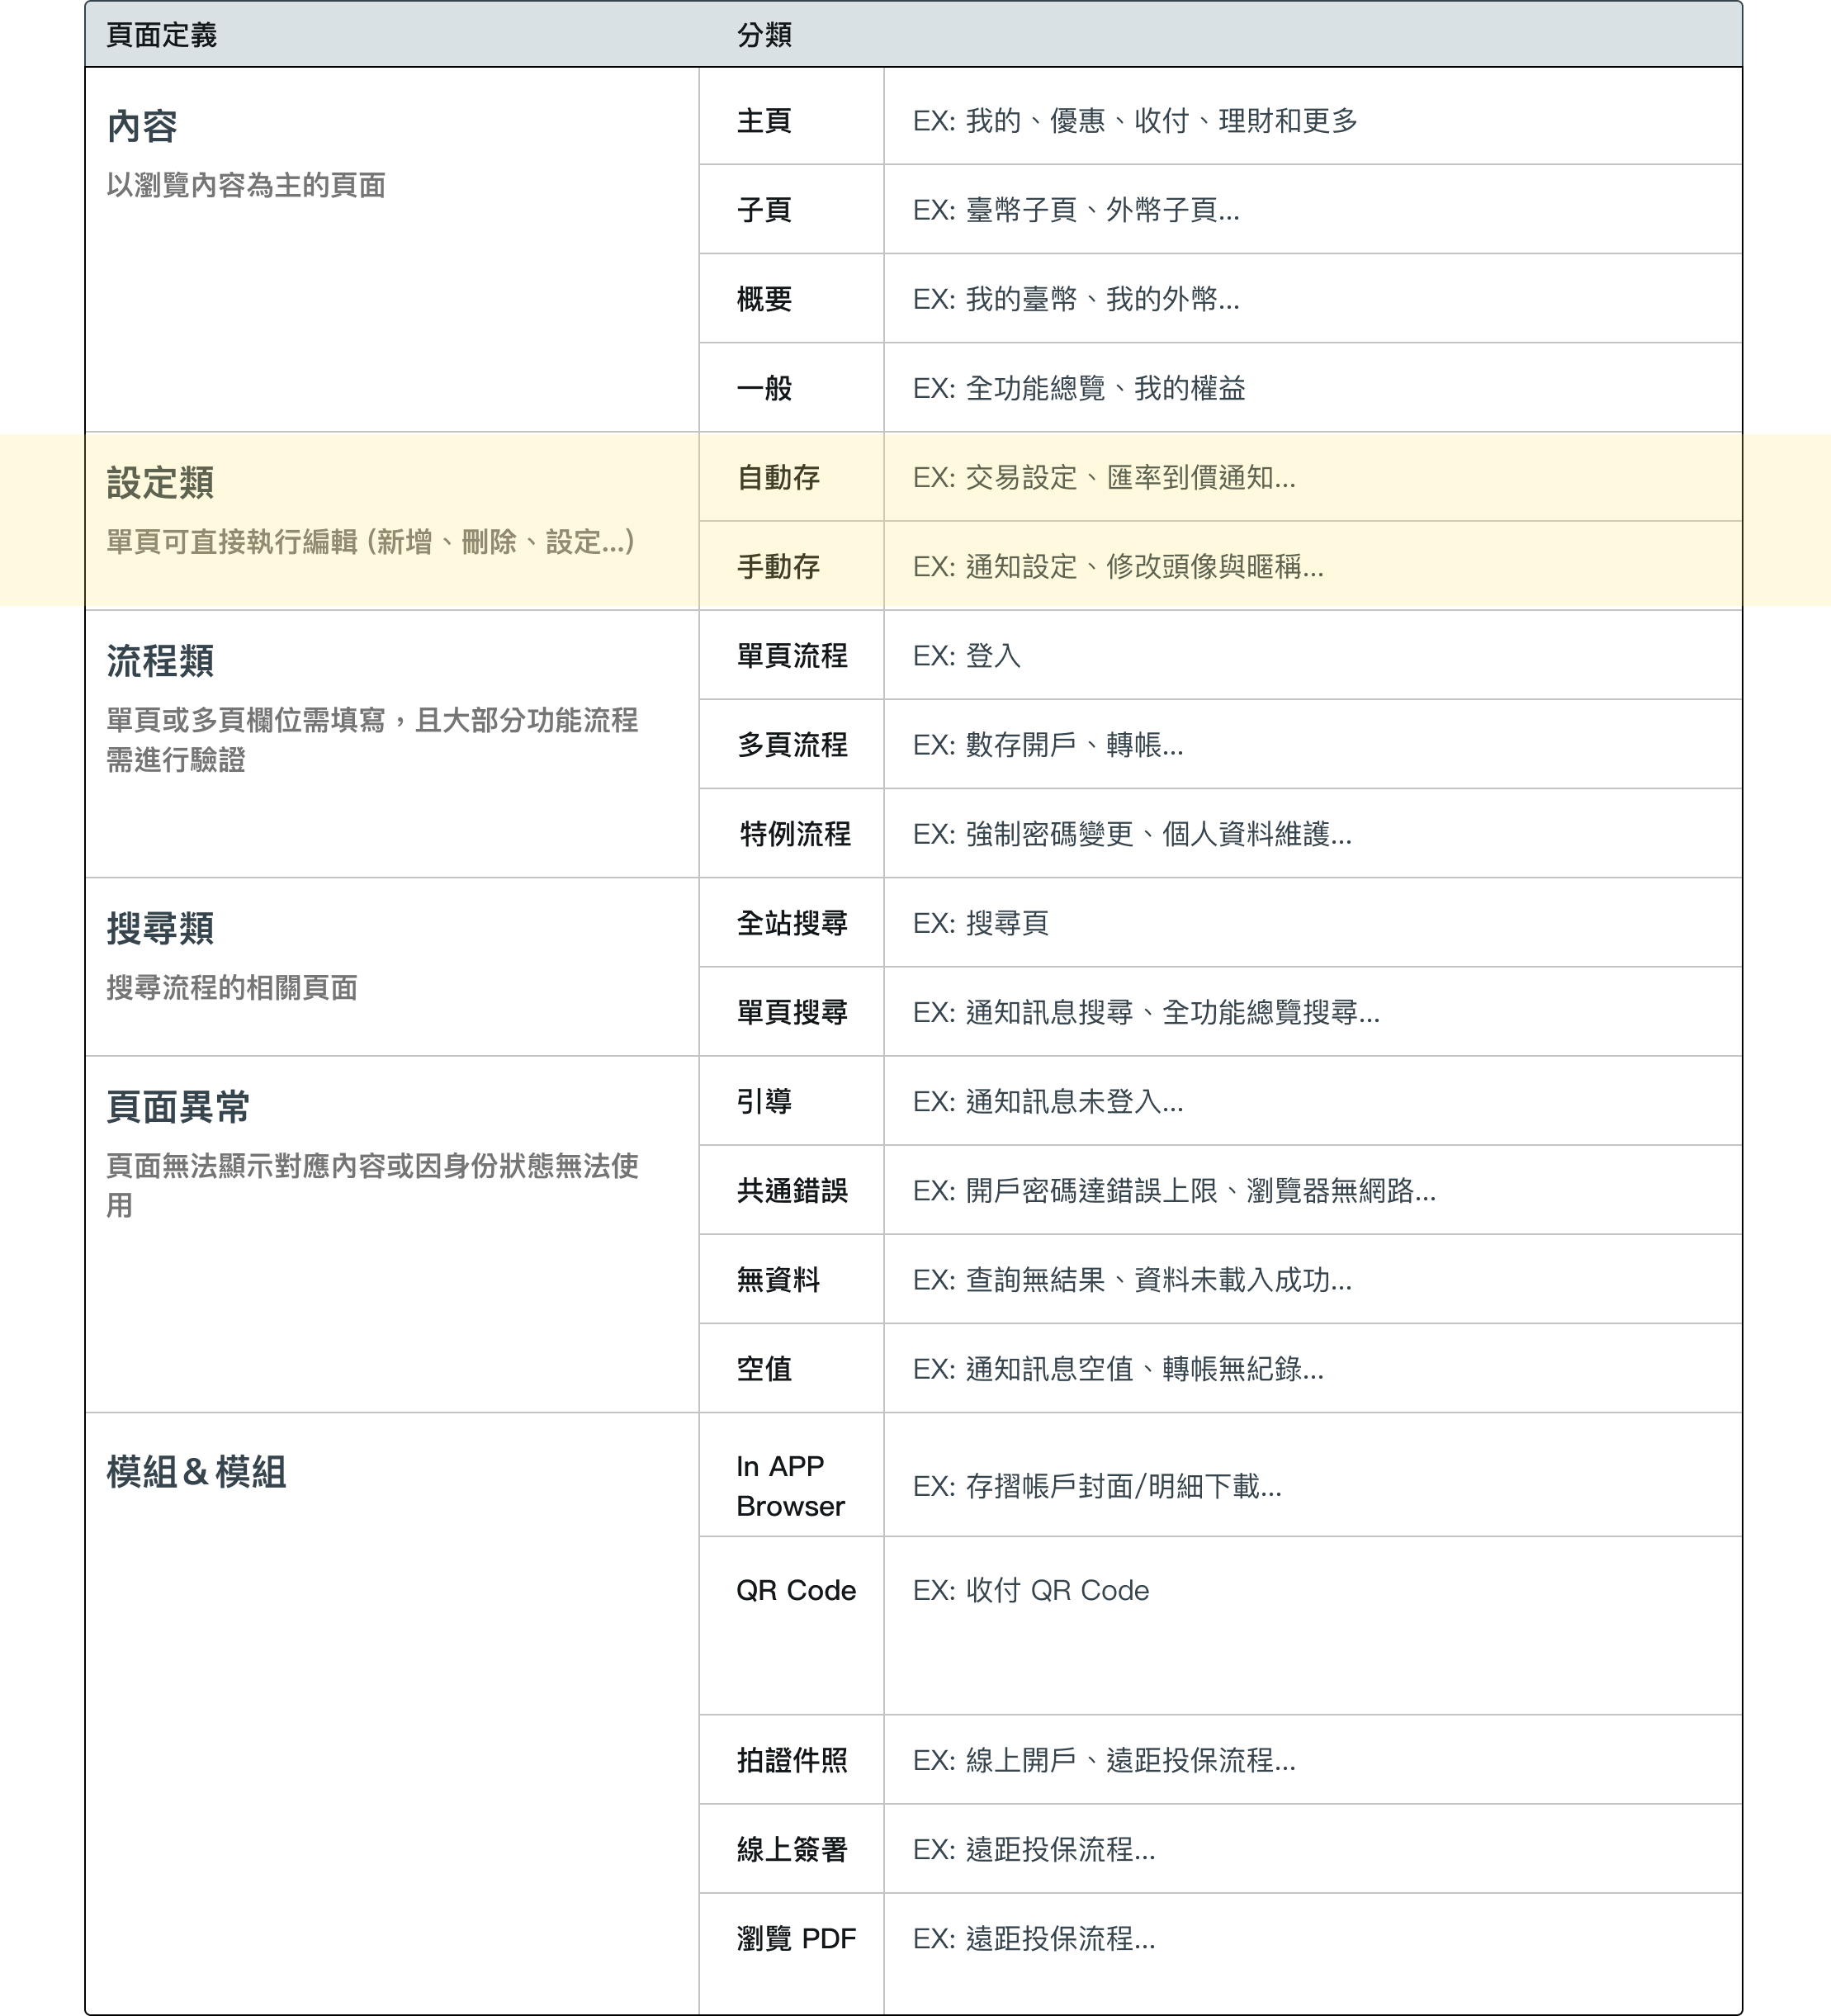 頁面定義
分類
內容
以瀏覽內容為主的頁面
主頁
EX: 我的、優惠、收付、理財和更多
子頁
EX: 臺幣子頁、外幣子頁...
概要
EX: 我的臺幣、我的外幣...
一般
EX: 全功能總覽、我的權益
設定類
單頁可直接執行編輯 (新增、刪除、設定...)
自動存
EX: 交易設定、匯率到價通知...
手動存
EX: 通知設定、修改頭像與暱稱...
流程類
單頁或多頁欄位需填寫，且大部分功能流程
需進行驗證
單頁流程
EX: 登入
多頁流程
EX: 數存開戶、轉帳...
特例流程
EX: 強制密碼變更、個人資料維護...
搜尋類
搜尋流程的相關頁面
全站搜尋
EX: 搜尋頁
單頁搜尋
EX: 通知訊息搜尋、全功能總覽搜尋...
頁面異常
頁面無法顯示對應內容或因身份狀態無法使
用
引導
EX: 通知訊息未登入...
共通錯誤
EX: 開戶密碼達錯誤上限、瀏覽器無網路...
無資料
EX: 查詢無結果、資料未載入成功...
空值
EX: 通知訊息空值、轉帳無紀錄...
模組＆模組
In APP
Browser
EX: 存摺帳戶封面/明細下載...
QR Code
EX: 收付 QR Code
拍證件照
EX: 線上開戶、遠距投保流程...
線上簽署
EX: 遠距投保流程...
瀏覽 PDF
EX: 遠距投保流程...